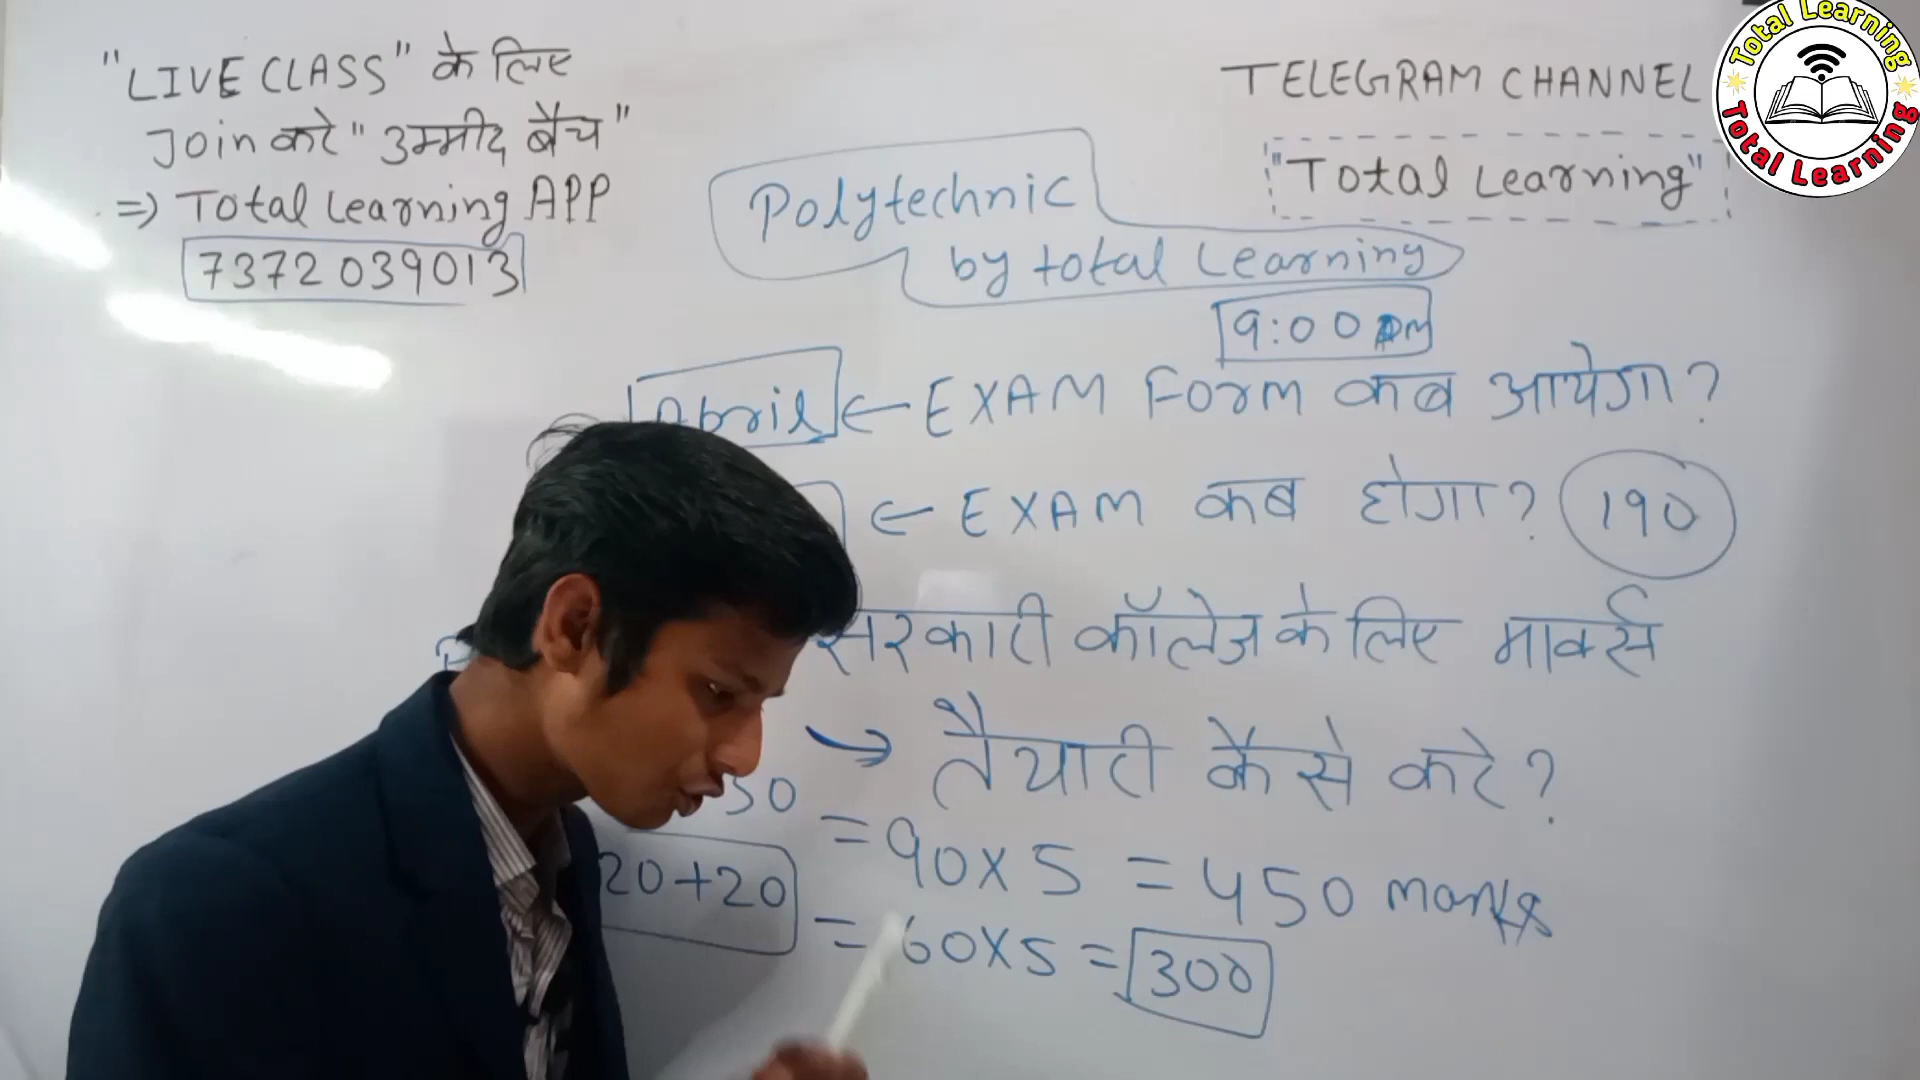 "LIVE CLASS" के लिए
Join करे "उम्मीद बैच"
=> Total Learning APP
7372039013
TELEGRAM CHANNEL
"Total Learning"
Total Learning
Total Learning
Polytechnic
by total Learning
9:00 PM
April ← EXAM Form कब आयेगा?
← EXAM कब होगा? 190
सरकारी कॉलेज के लिए मार्क्स
→ तैयारी कैसे करे?
30
= 90X5 = 450 marks
20+20
= 60X5 = 300